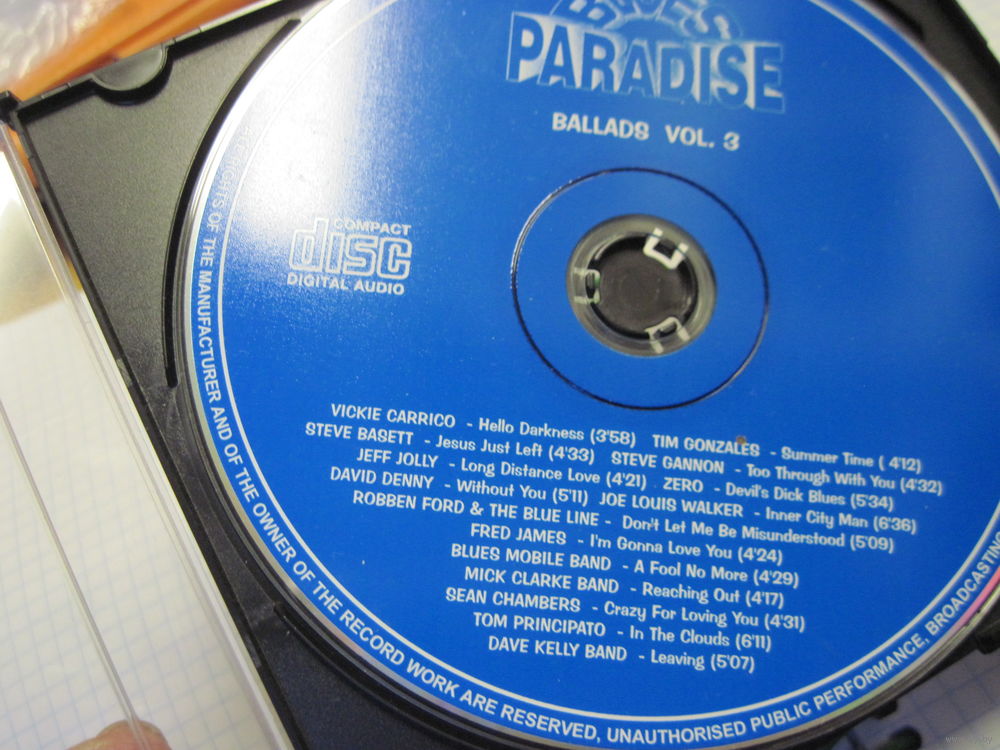 BLUES
PARADISE
BALLADS VOL. 3
COMPACT
disc
DIGITAL AUDIO
VICKIE CARRICO - Hello Darkness (3'58) TIM GONZALES - Summer Time ( 4'12)
STEVE BASETT - Jesus Just Left (4'33) STEVE GANNON - Too Through With You (4'32)
JEFF JOLLY - Long Distance Love (4'21) ZERO - Devil's Dick Blues (5'34)
DAVID DENNY - Without You (5'11) JOE LOUIS WALKER - Inner City Man (6'36)
ROBBEN FORD & THE BLUE LINE - Don't Let Me Be Misunderstood (5'09)
FRED JAMES - I'm Gonna Love You (4'24)
BLUES MOBILE BAND - A Fool No More (4'29)
MICK CLARKE BAND - Reaching Out (4'17)
SEAN CHAMBERS - Crazy For Loving You (4'31)
TOM PRINCIPATO - In The Clouds (6'11)
DAVE KELLY BAND - Leaving (5'07)
ALL RIGHTS OF THE MANUFACTURER AND OF THE OWNER OF THE RECORD WORK ARE RESERVED, UNAUTHORISED PUBLIC PERFORMANCE, BROADCASTING